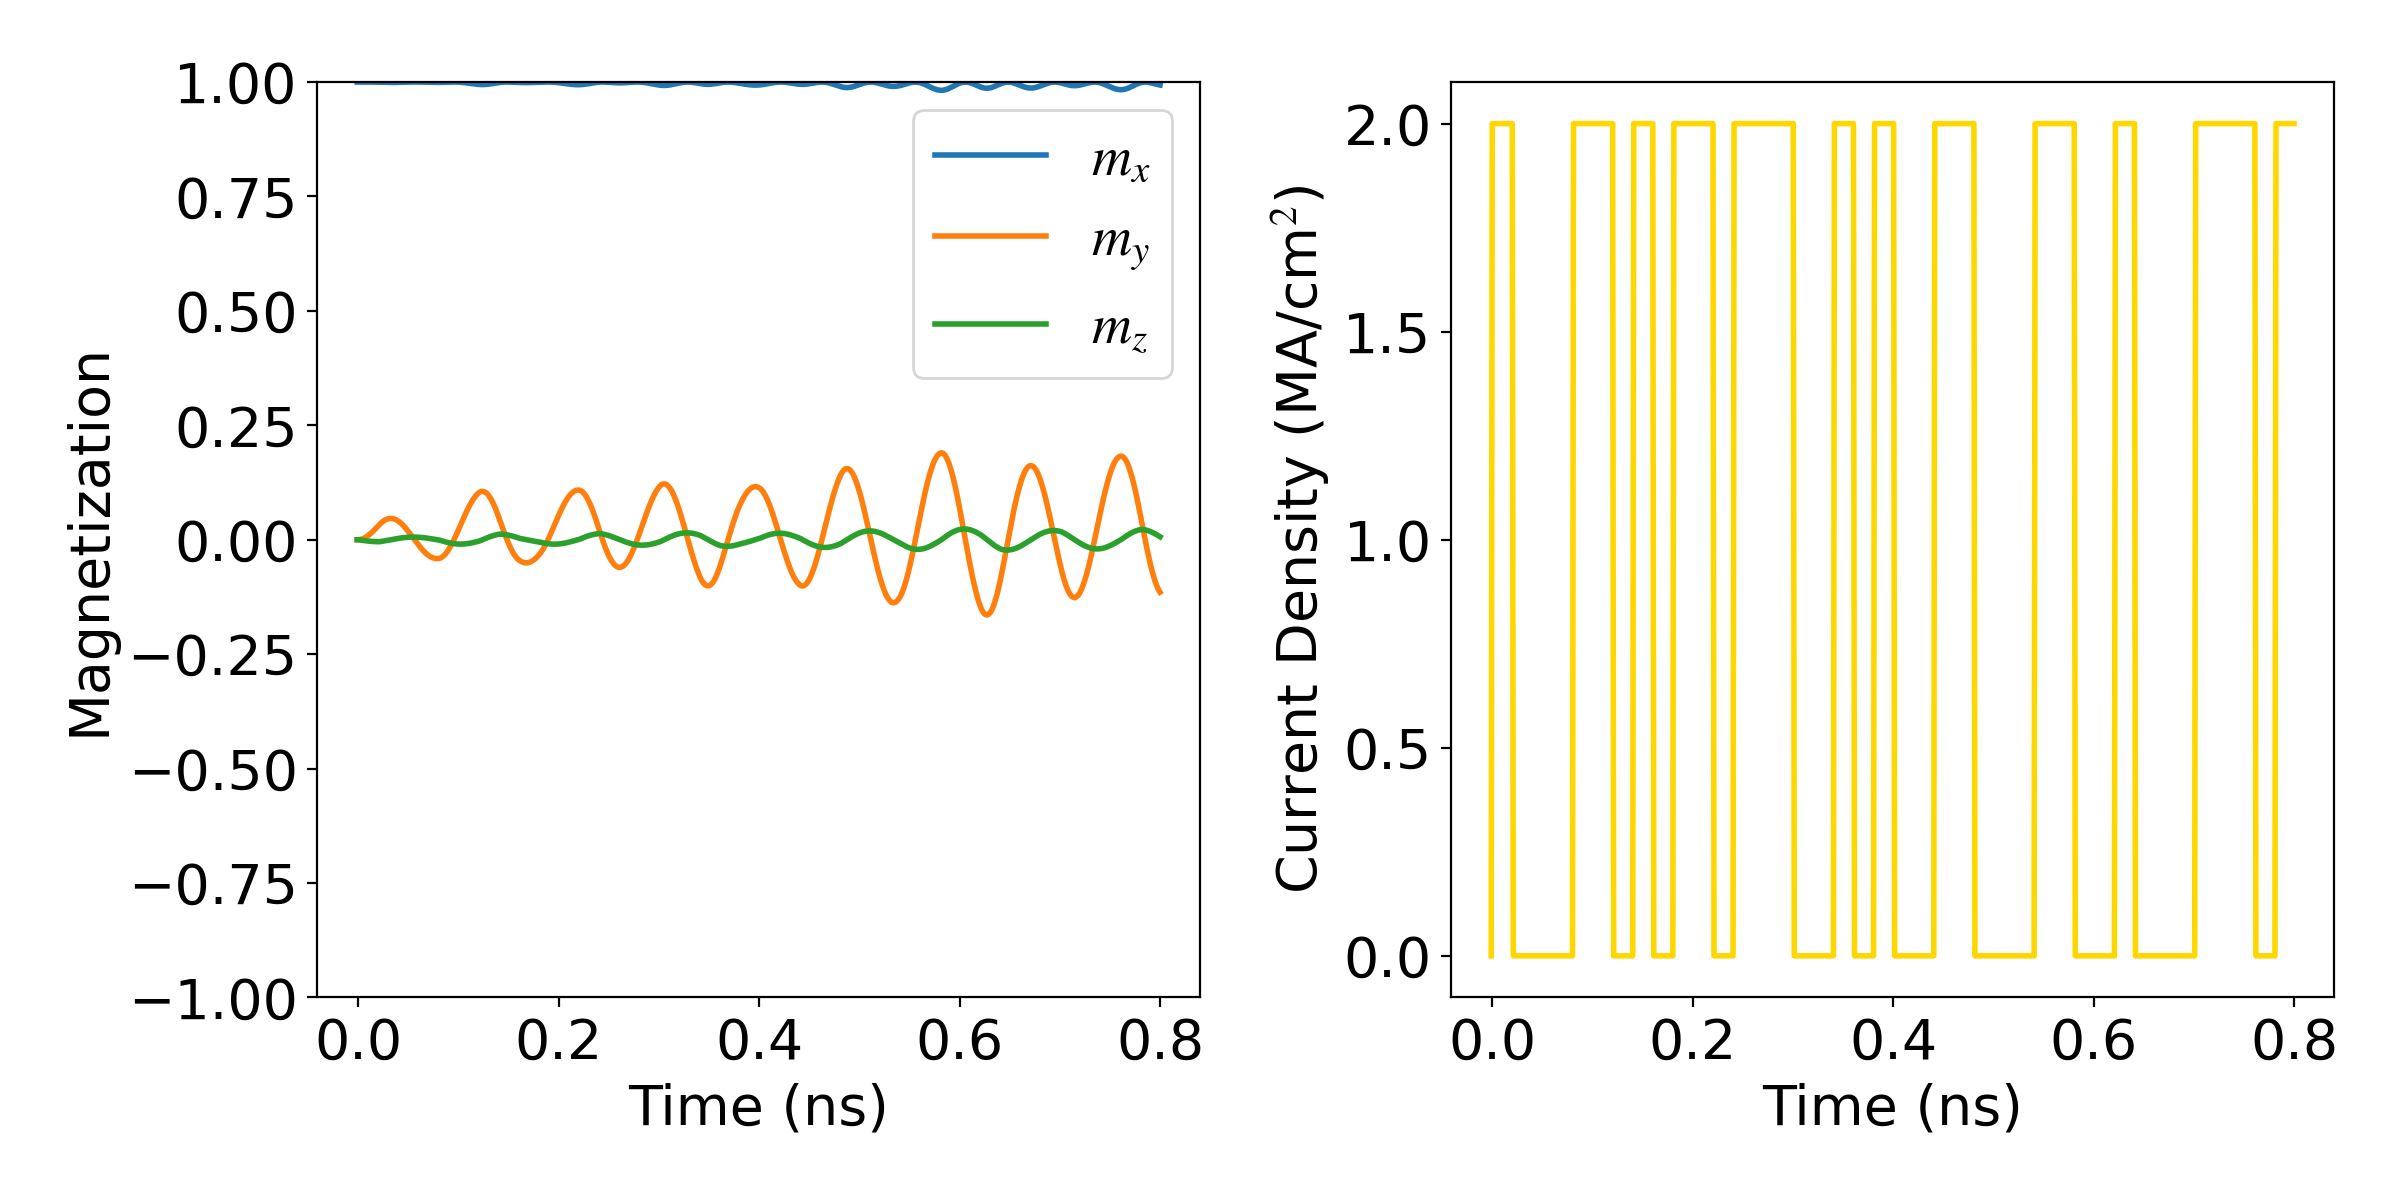 1.00
0.75
0.50
0.25
0.00
−0.25
−0.50
−0.75
−1.00
Magnetization
0.0 0.2 0.4 0.6 0.8
Time (ns)
m_x
m_y
m_z
2.0
1.5
1.0
0.5
0.0
Current Density (MA/cm²)
0.0 0.2 0.4 0.6 0.8
Time (ns)